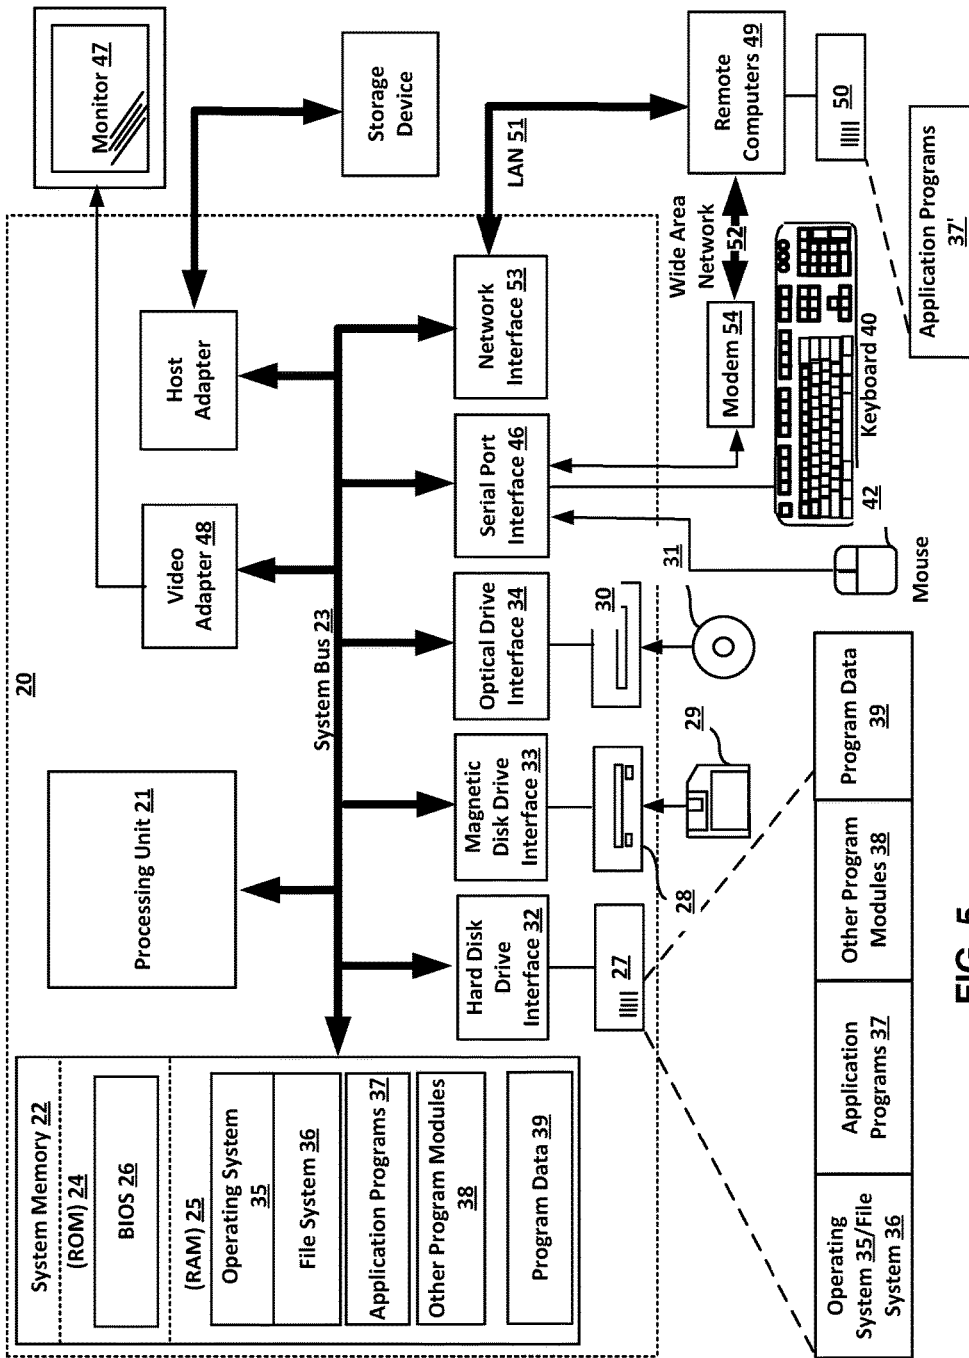 20
System Memory 22
(ROM) 24
BIOS 26
(RAM) 25
Operating System
35
File System 36
Application Programs 37
Other Program Modules
38
Program Data 39
Processing Unit 21
Video
Adapter 48
Host
Adapter
Monitor 47
Storage
Device
System Bus 23
Hard Disk
Drive
Interface 32
Magnetic
Disk Drive
Interface 33
Optical Drive
Interface 34
Serial Port
Interface 46
Network
Interface 53
LAN 51
27
28
29
30
31
Wide Area
Network
52
Modem 54
Remote
Computers 49
50
Keyboard 40
42
Mouse
Operating
System 35/File
System 36
Application
Programs 37
Other Program
Modules 38
Program Data
39
Application Programs
37'
FIG. 5